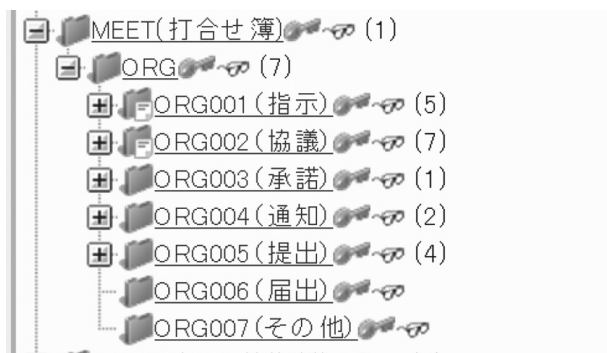 MEET(打合せ簿) (1)
ORG (7)
ORG001(指示) (5)
ORG002(協議) (7)
ORG003(承諾) (1)
ORG004(通知) (2)
ORG005(提出) (4)
ORG006(届出)
ORG007(その他)